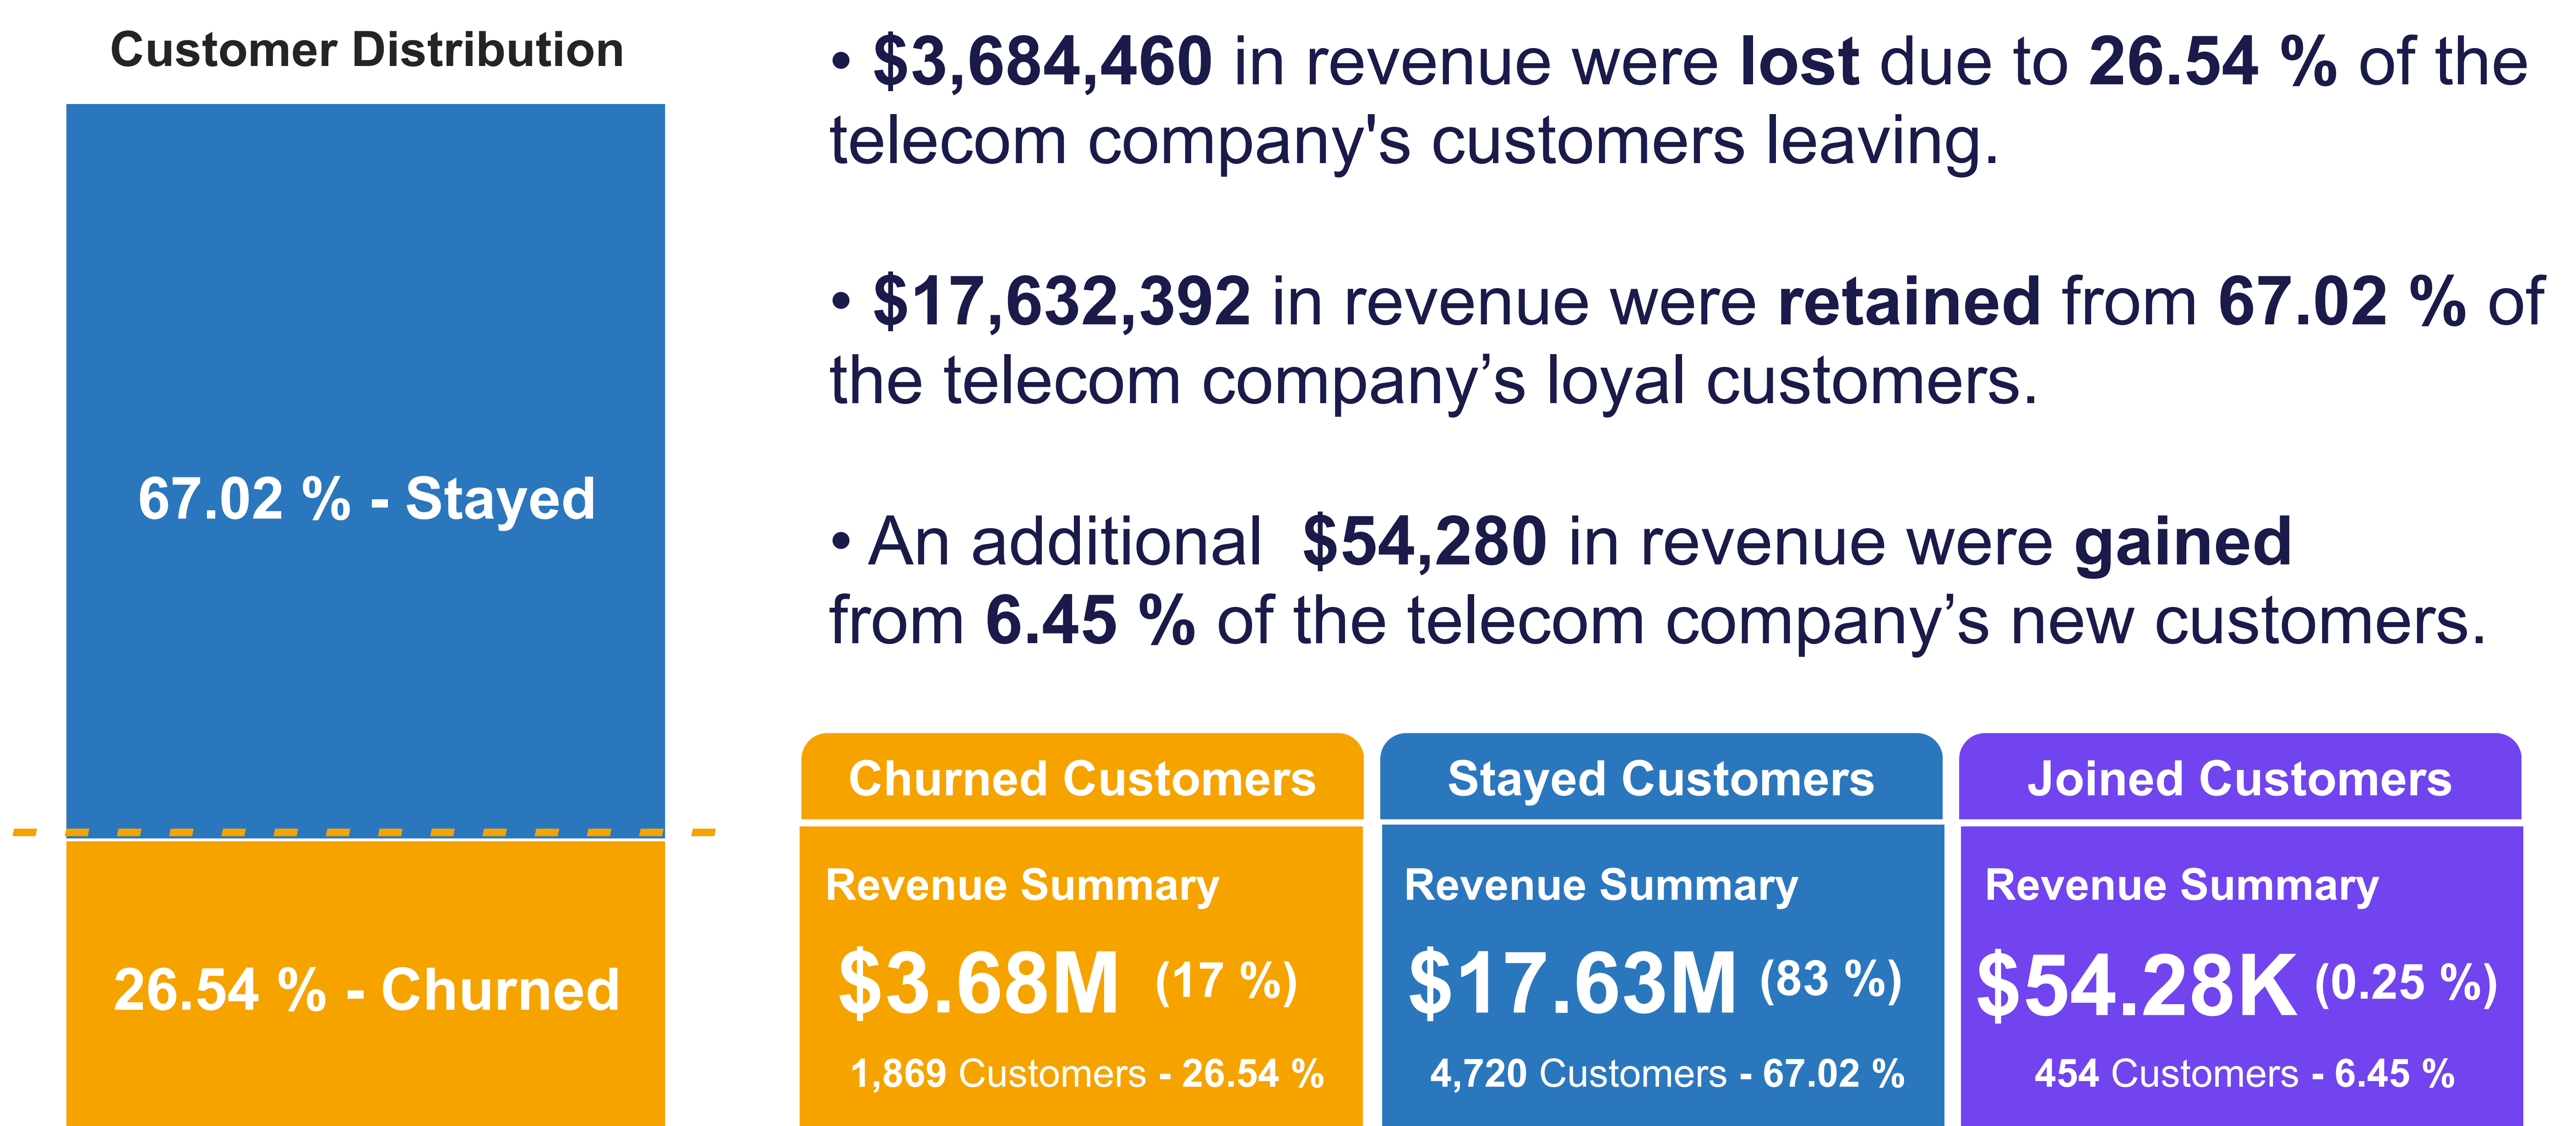 Customer Distribution
67.02 % - Stayed
26.54 % - Churned
• $3,684,460 in revenue were lost due to 26.54 % of the
telecom company's customers leaving.
• $17,632,392 in revenue were retained from 67.02 % of
the telecom company’s loyal customers.
• An additional  $54,280 in revenue were gained
from 6.45 % of the telecom company’s new customers.
Churned Customers
Revenue Summary
$3.68M (17 %)
1,869 Customers - 26.54 %
Stayed Customers
Revenue Summary
$17.63M (83 %)
4,720 Customers - 67.02 %
Joined Customers
Revenue Summary
$54.28K (0.25 %)
454 Customers - 6.45 %